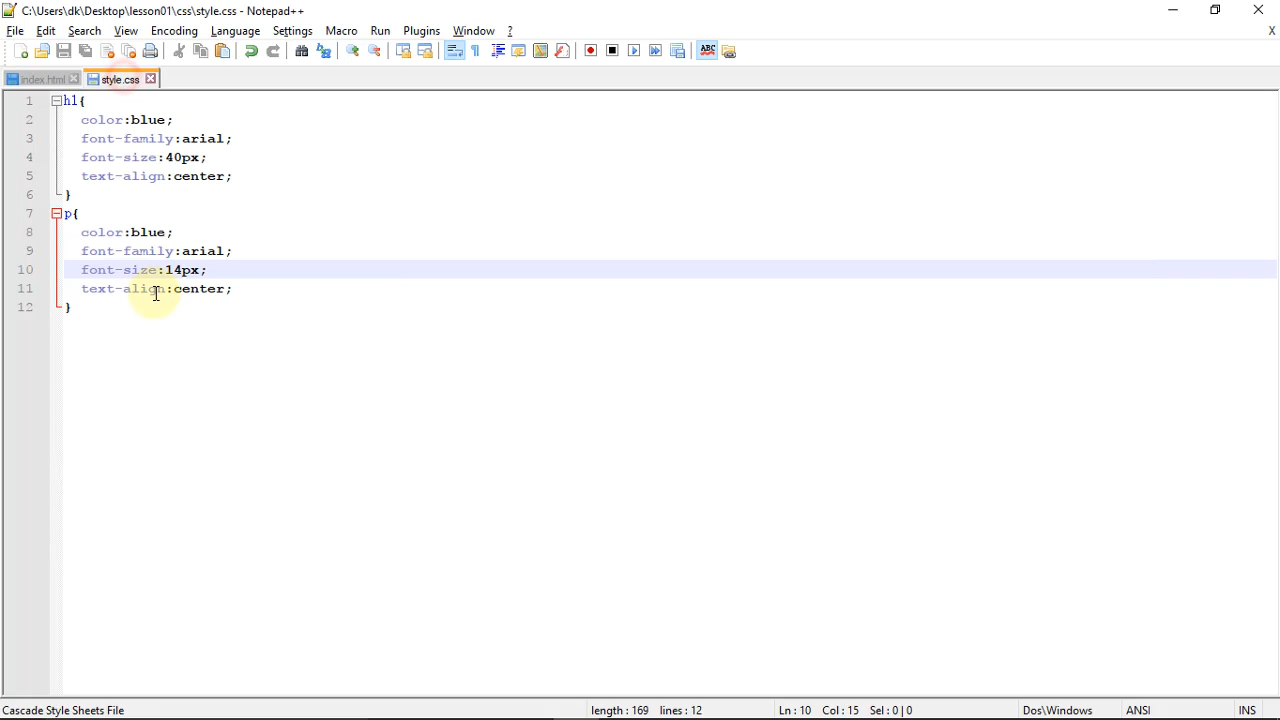 C:\Users\dk\Desktop\lesson01\css\style.css - Notepad++
File Edit Search View Encoding Language Settings Macro Run Plugins Window ? X
ABC
index.html style.css
1 h1{
2 color:blue;
3 font-family:arial;
4 font-size:40px;
5 text-align:center;
6 }
7 p{
8 color:blue;
9 font-family:arial;
10 font-size:14px;
11 text-align:center;
12 }
Cascade Style Sheets File length : 169 lines : 12 Ln : 10 Col : 15 Sel : 0 | 0 Dos\Windows ANSI INS